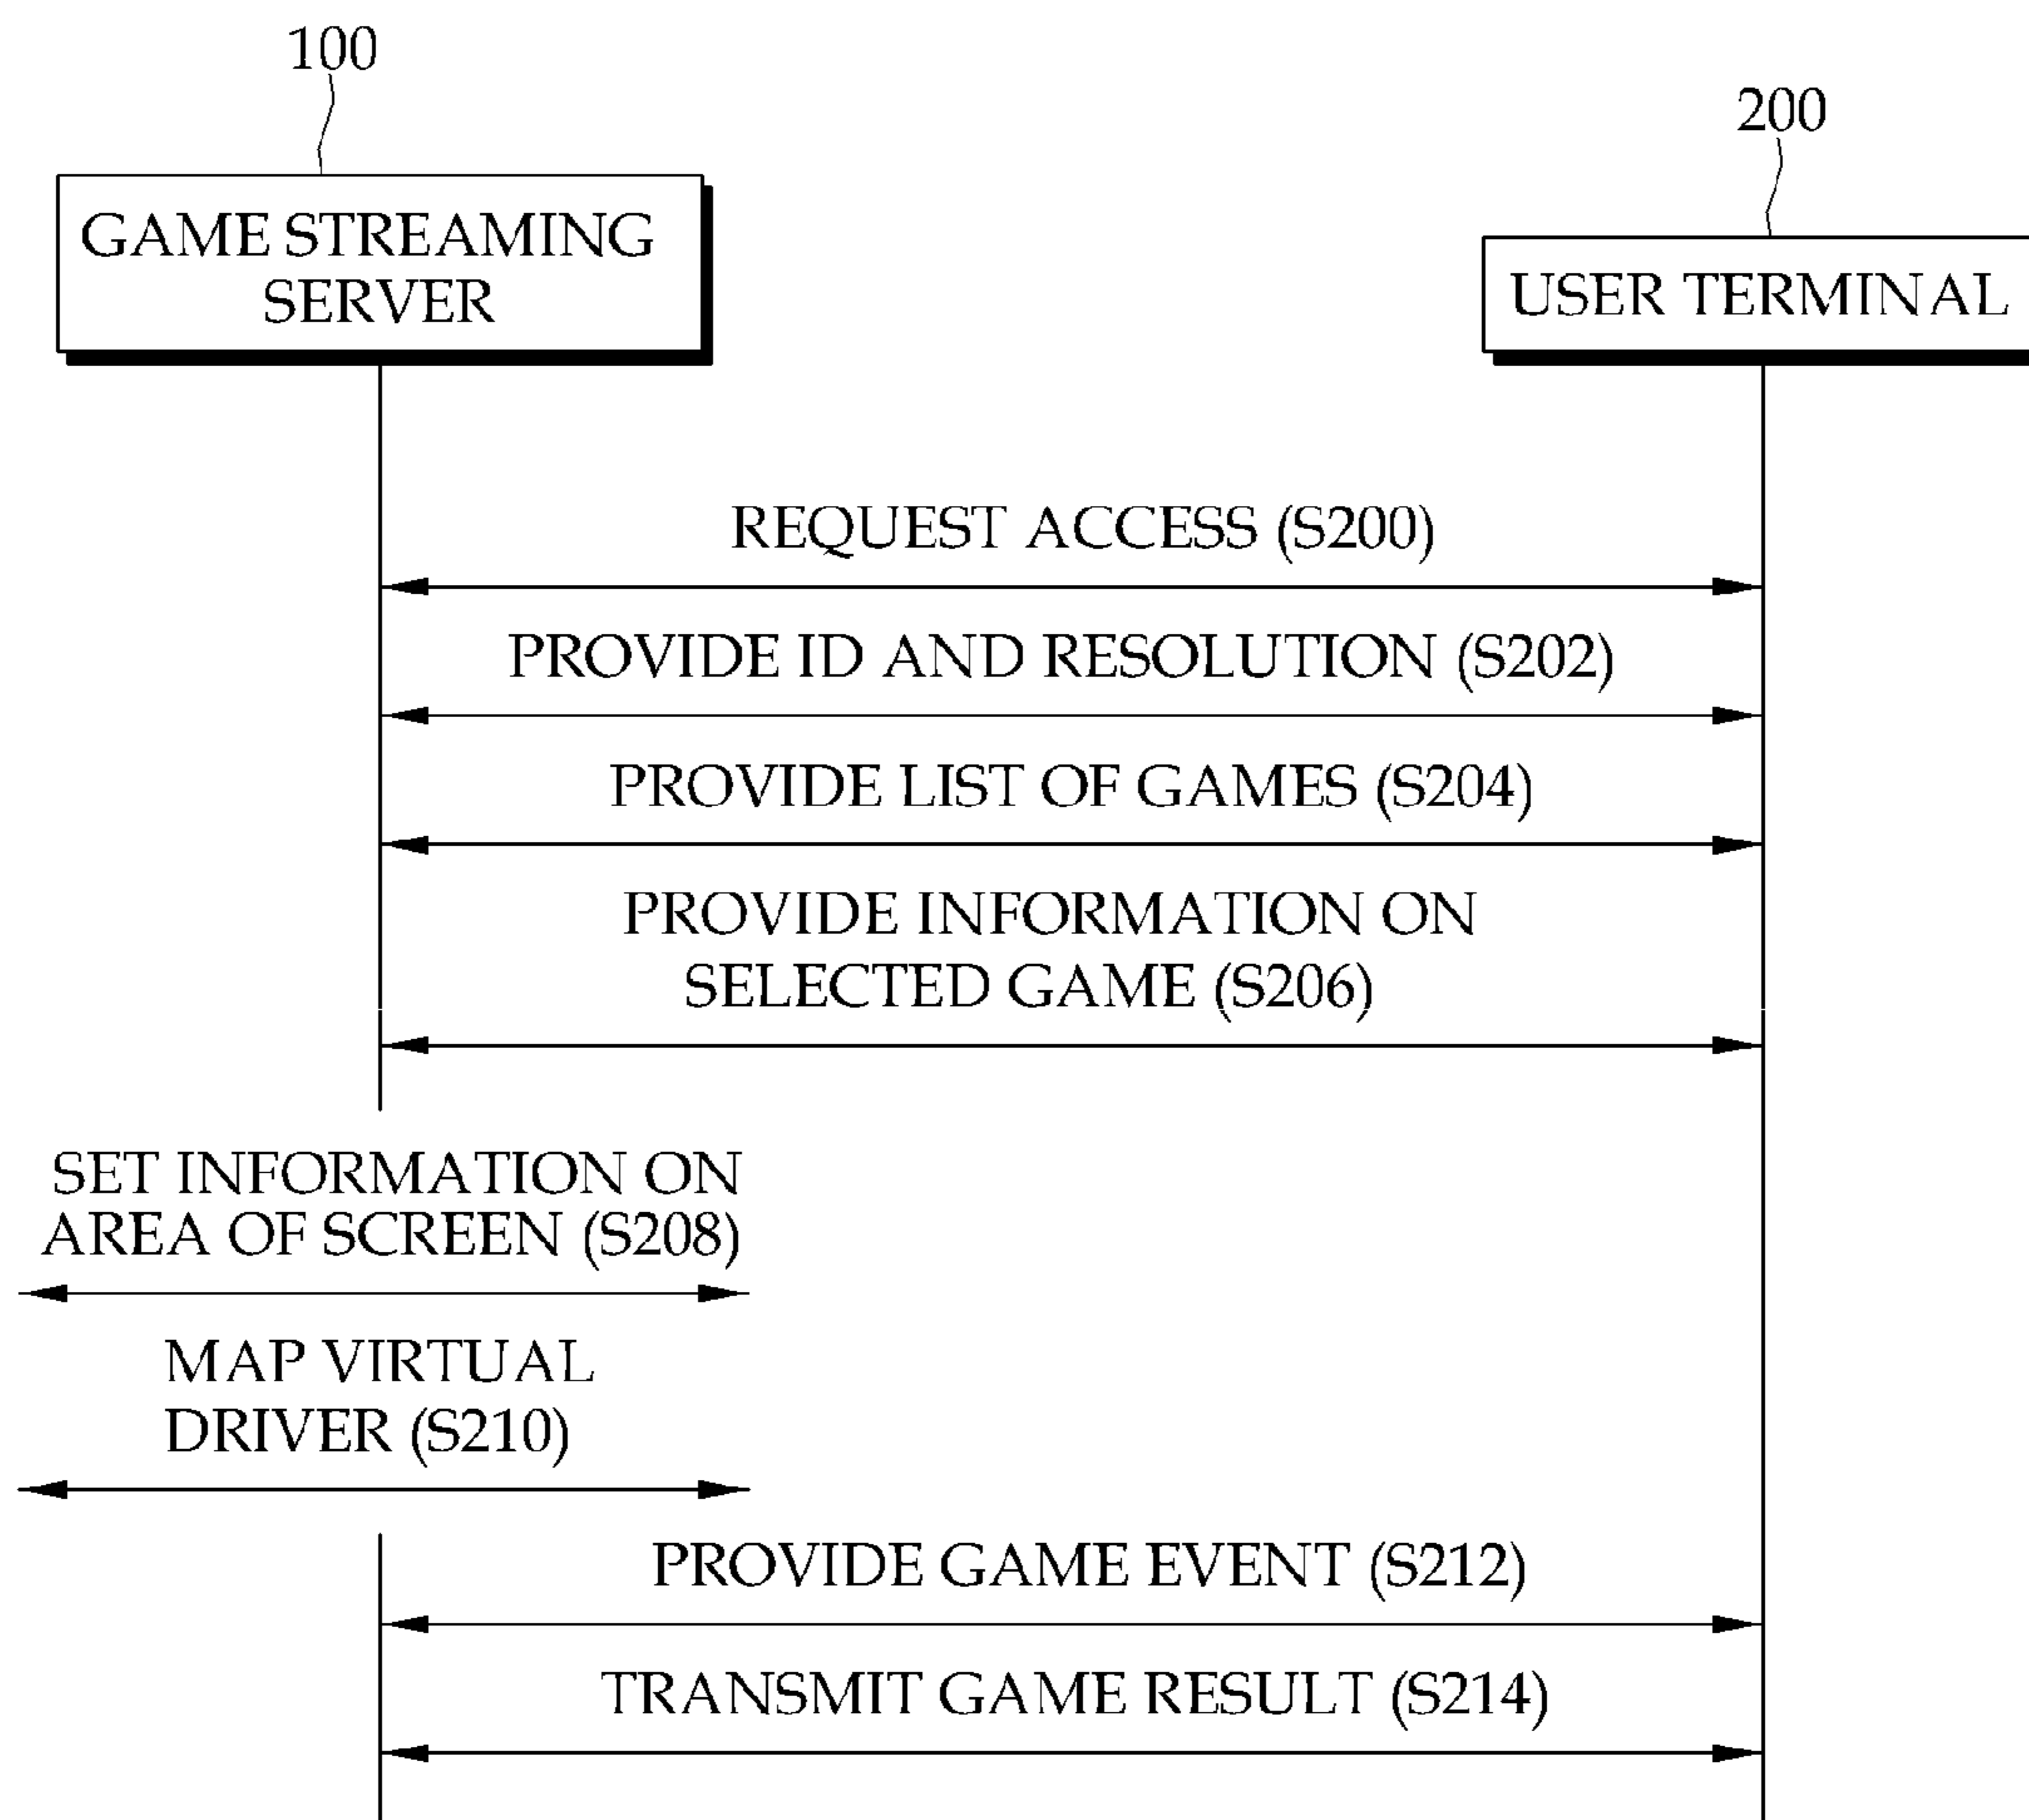 100
200
GAME STREAMING
SERVER
USER TERMINAL
REQUEST ACCESS (S200)
PROVIDE ID AND RESOLUTION (S202)
PROVIDE LIST OF GAMES (S204)
PROVIDE INFORMATION ON
SELECTED GAME (S206)
SET INFORMATION ON
AREA OF SCREEN (S208)
MAP VIRTUAL
DRIVER (S210)
PROVIDE GAME EVENT (S212)
TRANSMIT GAME RESULT (S214)